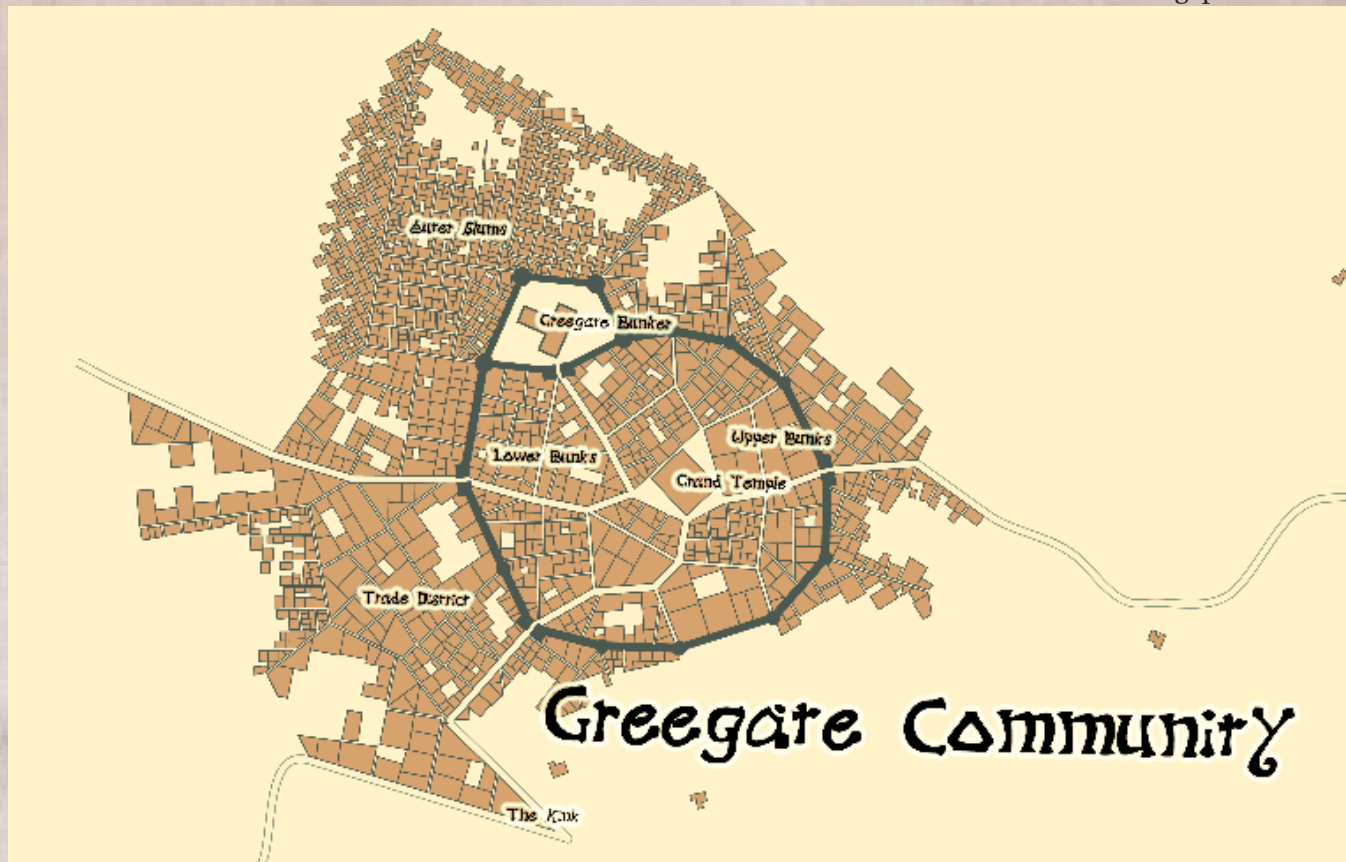 Outer Slums
Greegate Bunker
Upper Bunks
Lower Bunks
Grand Temple
Trade District
Greegate Community
The Kink